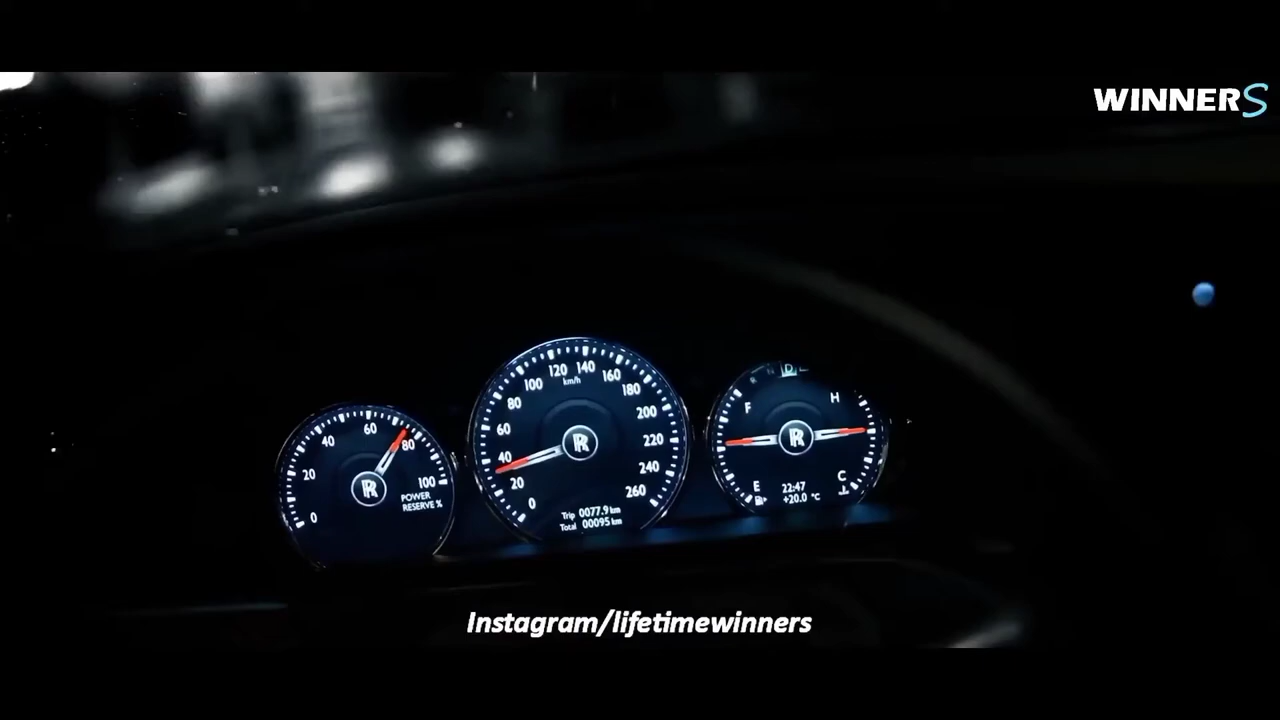 WINNERS
0
20
40
60
80
100
POWER
RESERVE %
0
20
40
60
80
100
120
140
160
180
200
220
240
260
km/h
Trip 0077.9 km
Total 00095 km
D
F
H
E
C
22:47
+20.0 °C
Instagram/lifetimewinners